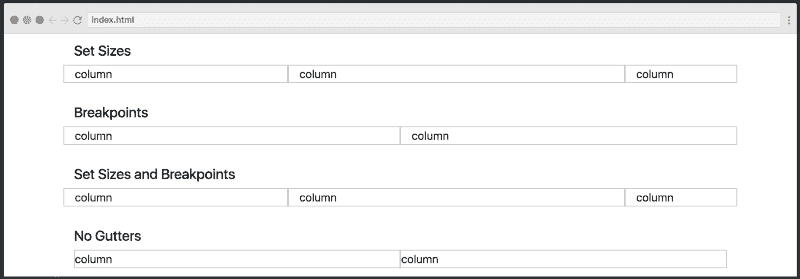 index.html
Set Sizes
column column column
Breakpoints
column column
Set Sizes and Breakpoints
column column column
No Gutters
column column